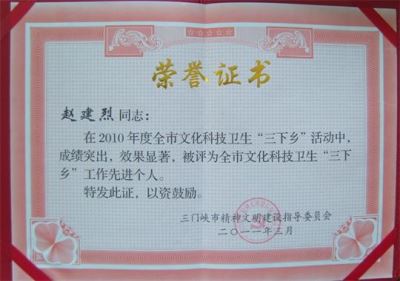 荣誉证书
赵建烈同志：
在2010年度全市文化科技卫生“三下乡”活动中，
成绩突出，效果显著，被评为全市文化科技卫生“三下
乡”工作先进个人。
特发此证，以资鼓励。
三门峡市精神文明建设指导委员会
二〇一一年三月